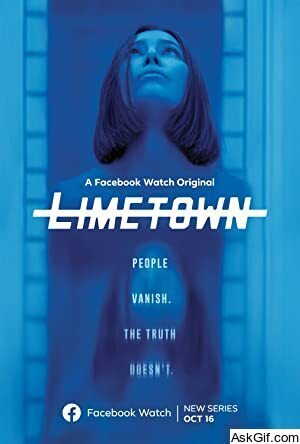 A Facebook Watch Original
LIMETOWN
PEOPLE
VANISH.
THE TRUTH
DOESN'T.
Facebook Watch | NEW SERIES
OCT 16
AskGif.com